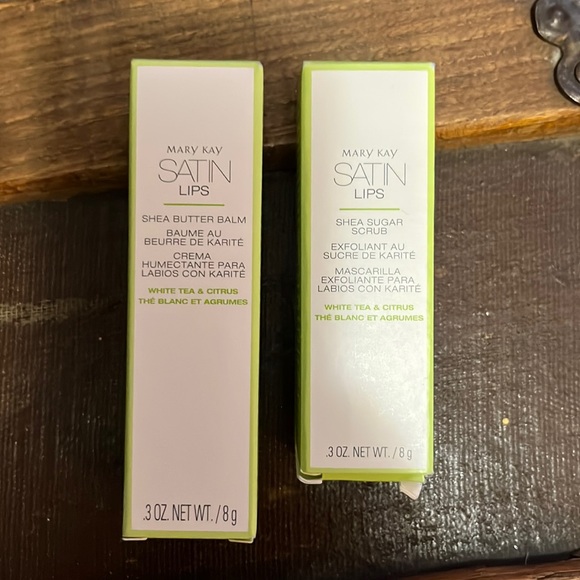 MARY KAY
SATIN
LIPS
SHEA BUTTER BALM
BAUME AU
BEURRE DE KARITÉ
CREMA
HUMECTANTE PARA
LABIOS CON KARITÉ
WHITE TEA & CITRUS
THÉ BLANC ET AGRUMES
.3 OZ. NET WT. / 8 g
MARY KAY
SATIN
LIPS
SHEA SUGAR
SCRUB
EXFOLIANT AU
SUCRE DE KARITÉ
MASCARILLA
EXFOLIANTE PARA
LABIOS CON KARITÉ
WHITE TEA & CITRUS
THÉ BLANC ET AGRUMES
.3 OZ. NET WT. / 8 g